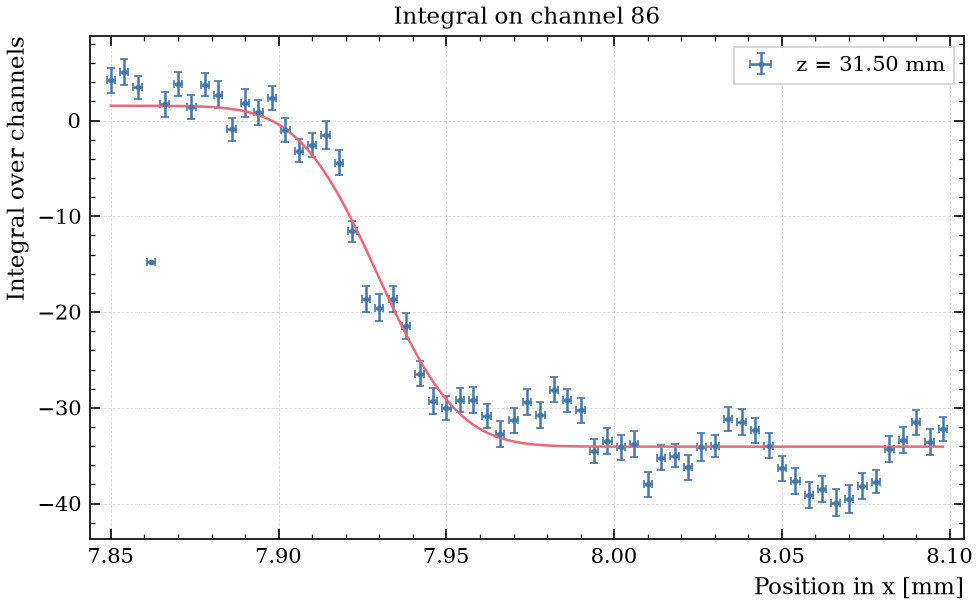 Integral on channel 86
Integral over channels
z = 31.50 mm
0
−10
−20
−30
−40
7.85 7.90 7.95 8.00 8.05 8.10
Position in x [mm]